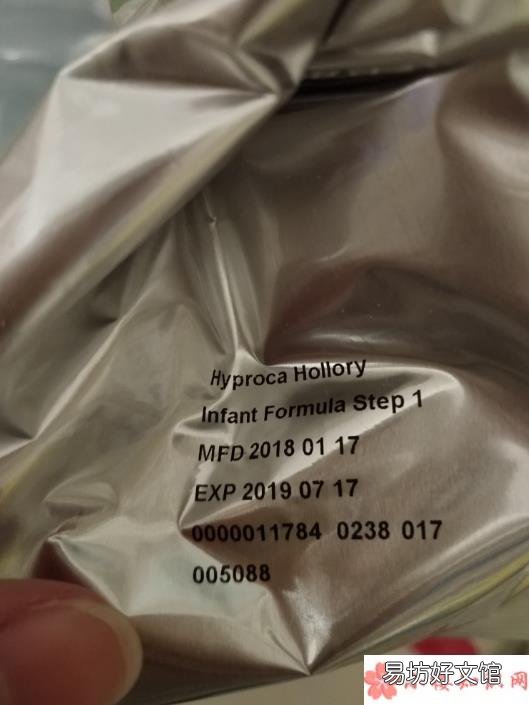 Hyproca Hollory
Infant Formula Step 1
MFD 2018 01 17
EXP 2019 07 17
0000011784 0238 017
005088
易坊好文馆